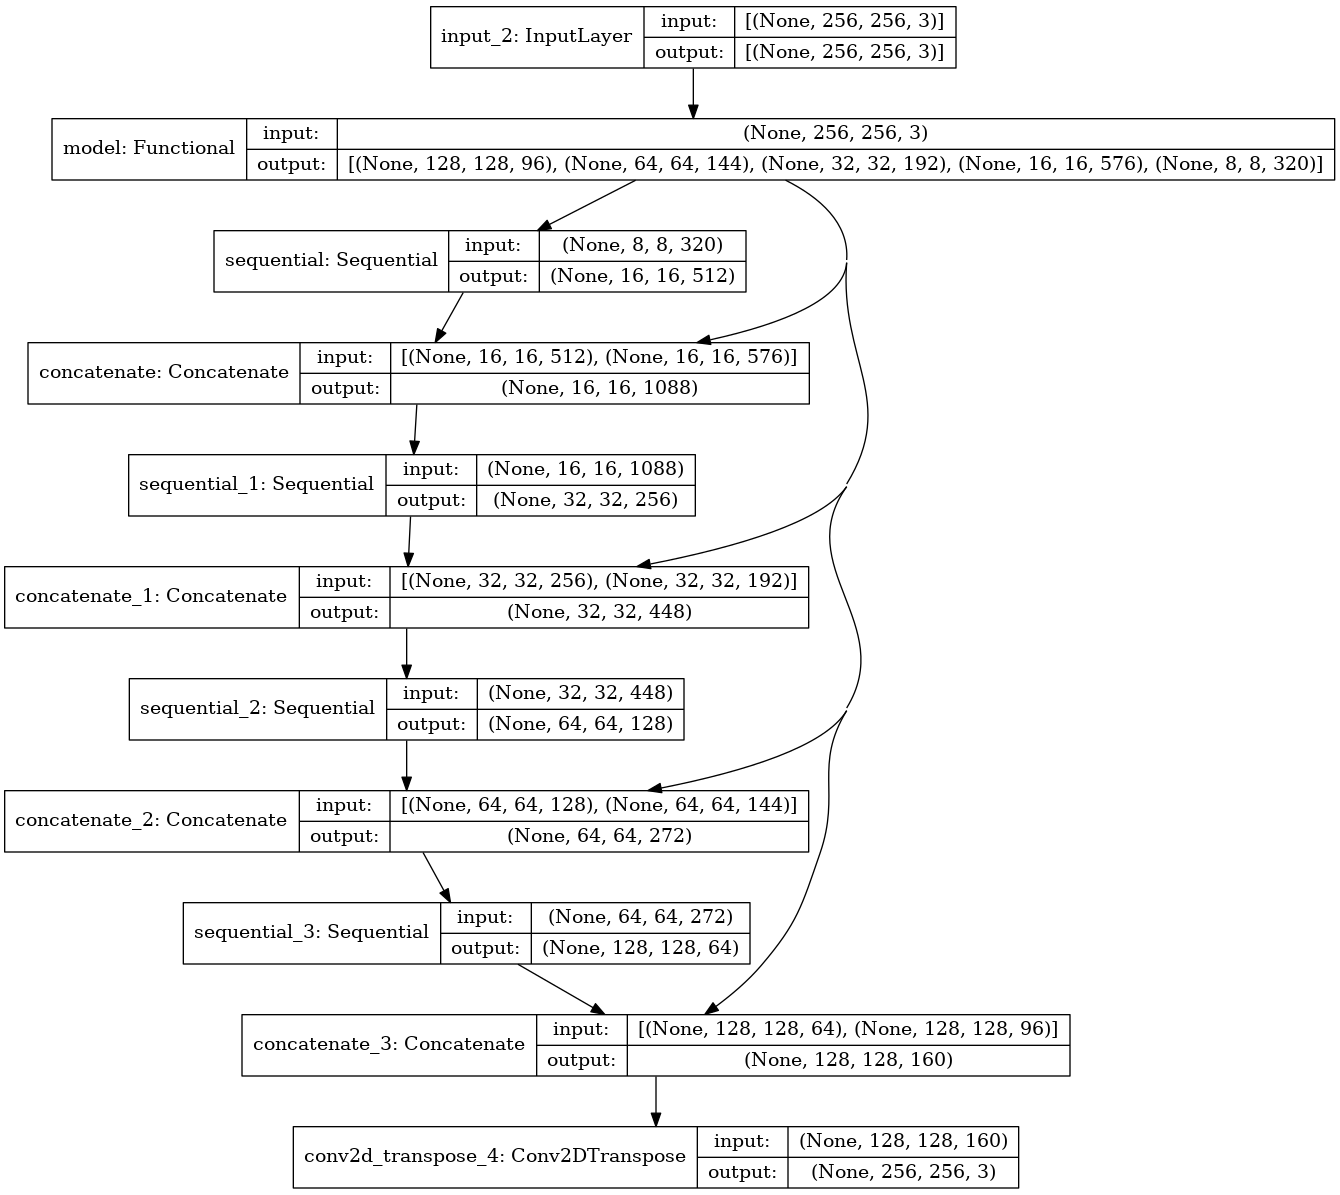 input_2: InputLayer
input: [(None, 256, 256, 3)]
output: [(None, 256, 256, 3)]
model: Functional
input: (None, 256, 256, 3)
output: [(None, 128, 128, 96), (None, 64, 64, 144), (None, 32, 32, 192), (None, 16, 16, 576), (None, 8, 8, 320)]
sequential: Sequential
input: (None, 8, 8, 320)
output: (None, 16, 16, 512)
concatenate: Concatenate
input: [(None, 16, 16, 512), (None, 16, 16, 576)]
output: (None, 16, 16, 1088)
sequential_1: Sequential
input: (None, 16, 16, 1088)
output: (None, 32, 32, 256)
concatenate_1: Concatenate
input: [(None, 32, 32, 256), (None, 32, 32, 192)]
output: (None, 32, 32, 448)
sequential_2: Sequential
input: (None, 32, 32, 448)
output: (None, 64, 64, 128)
concatenate_2: Concatenate
input: [(None, 64, 64, 128), (None, 64, 64, 144)]
output: (None, 64, 64, 272)
sequential_3: Sequential
input: (None, 64, 64, 272)
output: (None, 128, 128, 64)
concatenate_3: Concatenate
input: [(None, 128, 128, 64), (None, 128, 128, 96)]
output: (None, 128, 128, 160)
conv2d_transpose_4: Conv2DTranspose
input: (None, 128, 128, 160)
output: (None, 256, 256, 3)